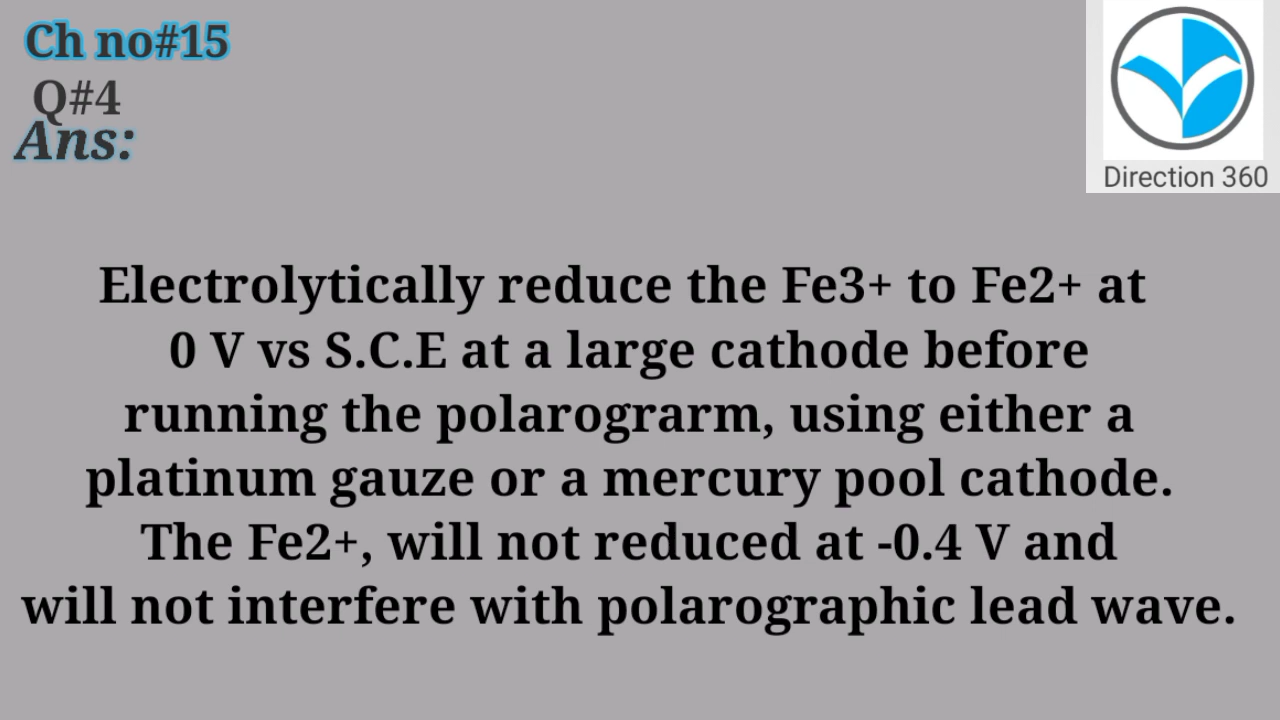 Ch no#15
Q#4
Ans:
Direction 360
Electrolytically reduce the Fe3+ to Fe2+ at
0 V vs S.C.E at a large cathode before
running the polarograrm, using either a
platinum gauze or a mercury pool cathode.
The Fe2+, will not reduced at -0.4 V and
will not interfere with polarographic lead wave.